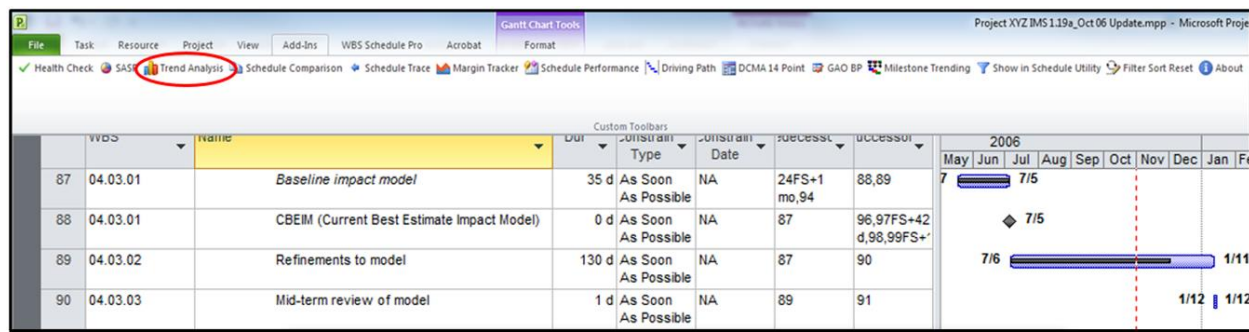 Gantt Chart Tools
Project XYZ IMS 1.19a_Oct 06 Update.mpp - Microsoft Proje
File Task Resource Project View Add-Ins WBS Schedule Pro Acrobat Format
Health Check SASP Trend Analysis Schedule Comparison Schedule Trace Margin Tracker Schedule Performance Driving Path DCMA 14 Point GAO BP Milestone Trending Show in Schedule Utility Filter Sort Reset About
Custom Toolbars
WBS Name Dur Constrain Type Constrain Date 2006
May Jun Jul Aug Sep Oct Nov Dec Jan Fe
87 04.03.01 Baseline impact model 35 d As Soon As Possible NA 24FS+1 mo,94 88,89 7 7/5
88 04.03.01 CBEIM (Current Best Estimate Impact Model) 0 d As Soon As Possible NA 87 96,97FS+42 d,98,99FS+ 7/5
89 04.03.02 Refinements to model 130 d As Soon As Possible NA 87 90 7/6 1/11
90 04.03.03 Mid-term review of model 1 d As Soon As Possible NA 89 91 1/12 1/12